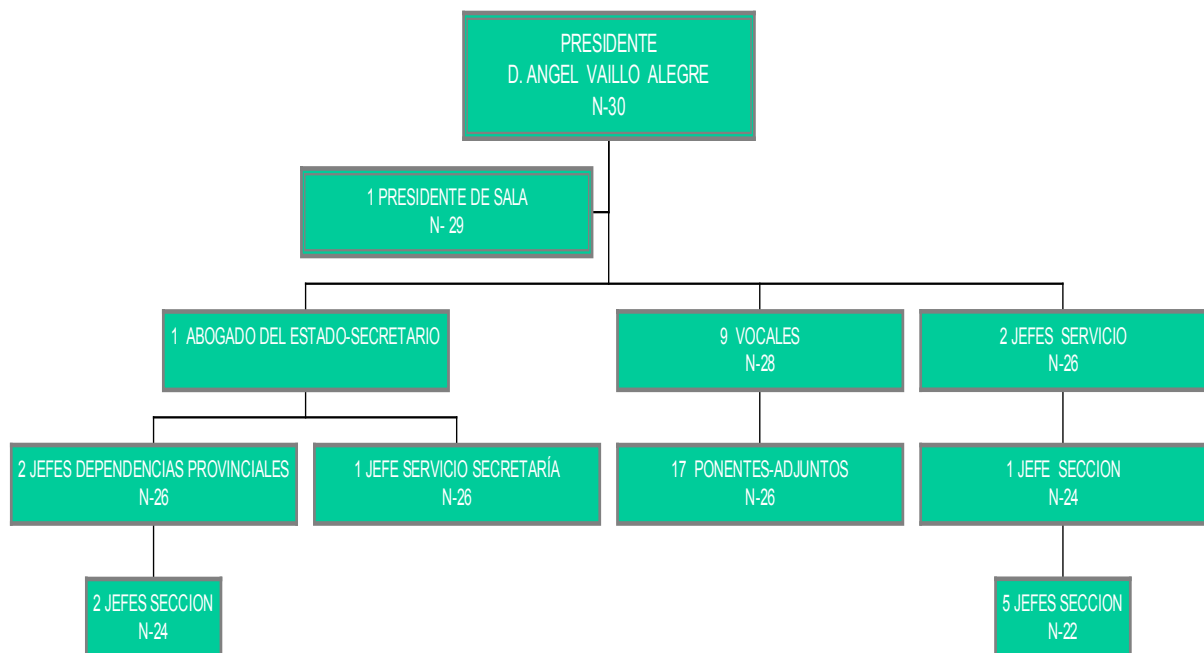 PRESIDENTE
D. ANGEL VAILLO ALEGRE
N-30
1 PRESIDENTE DE SALA
N- 29
1 ABOGADO DEL ESTADO-SECRETARIO
9 VOCALES
N-28
2 JEFES SERVICIO
N-26
2 JEFES DEPENDENCIAS PROVINCIALES
N-26
1 JEFE SERVICIO SECRETARÍA
N-26
17 PONENTES-ADJUNTOS
N-26
1 JEFE SECCION
N-24
2 JEFES SECCION
N-24
5 JEFES SECCION
N-22